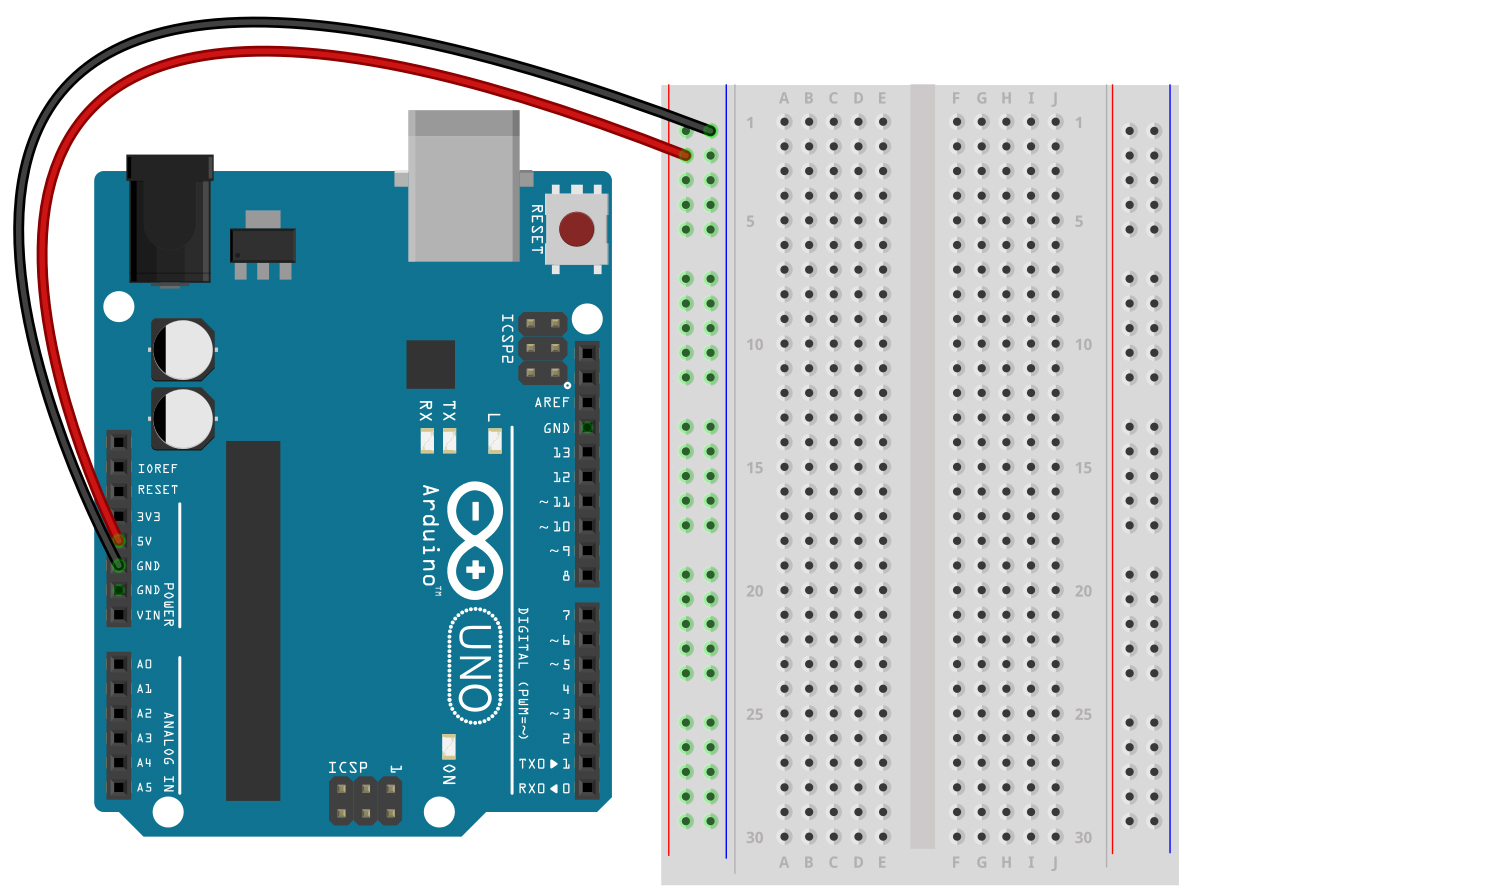 A B C D E F G H I J
1 1
5 5
10 10
15 15
20 20
25 25
30 30
A B C D E F G H I J
RESET
ICSP2
AREF
GND
13
12
~11
~10
~9
8
7
~6
~5
4
~3
2
TX0▶1
RX0◀0
DIGITAL (PWM=~)
RX TX L
Arduino™
UNO
IOREF
RESET
3V3
5V
GND
GND
VIN
POWER
A0
A1
A2
A3
A4
A5
ANALOG IN
ICSP 1
ON